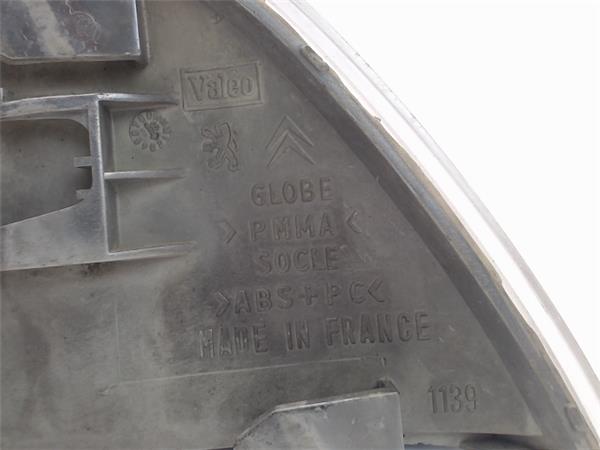 Valeo
GLOBE
>PMMA<
SOCLE
>ABS+PC<
MADE IN FRANCE
1139